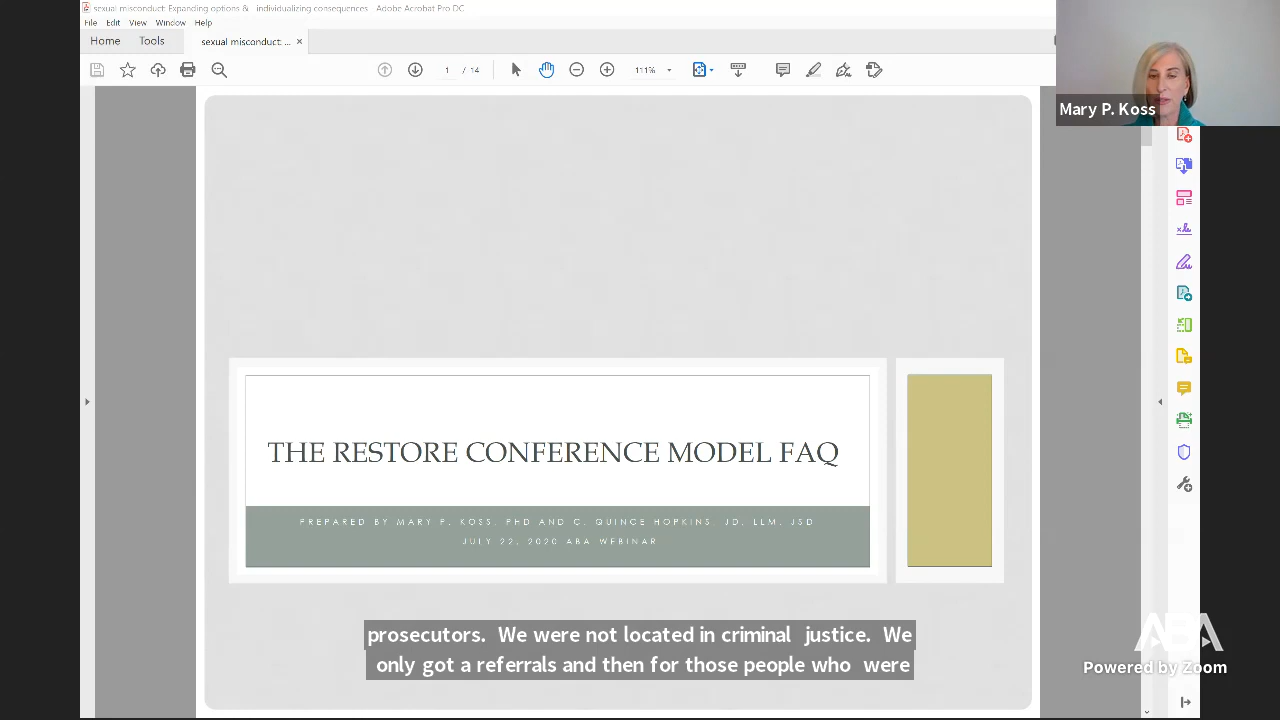 sexual misconduct: Expanding options & individualizing consequences - Adobe Acrobat Pro DC
File Edit View Window Help
Home Tools sexual misconduct: ... ×
1 / 14 111%
Mary P. Koss
THE RESTORE CONFERENCE MODEL FAQ
PREPARED BY MARY P. KOSS, PHD AND C. QUINCE HOPKINS, JD, LLM, JSD
JULY 22, 2020 ABA WEBINAR
prosecutors. We were not located in criminal justice. We
only got a referrals and then for those people who were
ABA
Powered by Zoom